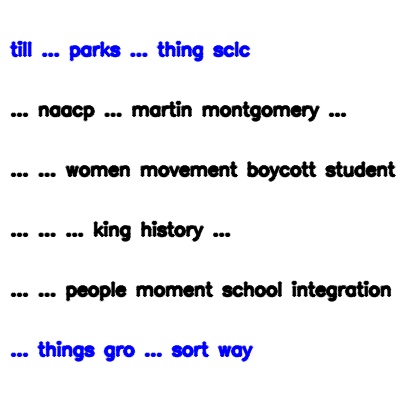 till ... parks ... thing sclc
... naacp ... martin montgomery ...
... ... women movement boycott student
... ... ... king history ...
... ... people moment school integration
... things gro ... sort way